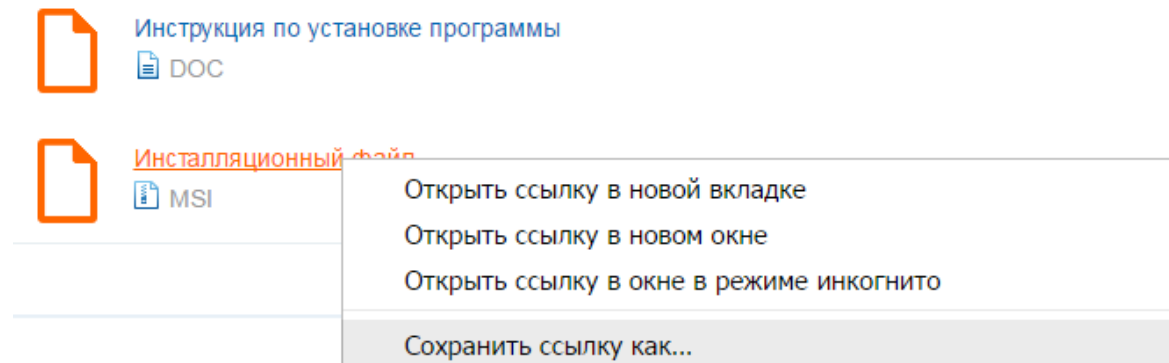 Инструкция по установке программы
DOC
Инсталляционный файл
MSI
Открыть ссылку в новой вкладке
Открыть ссылку в новом окне
Открыть ссылку в окне в режиме инкогнито
Сохранить ссылку как...